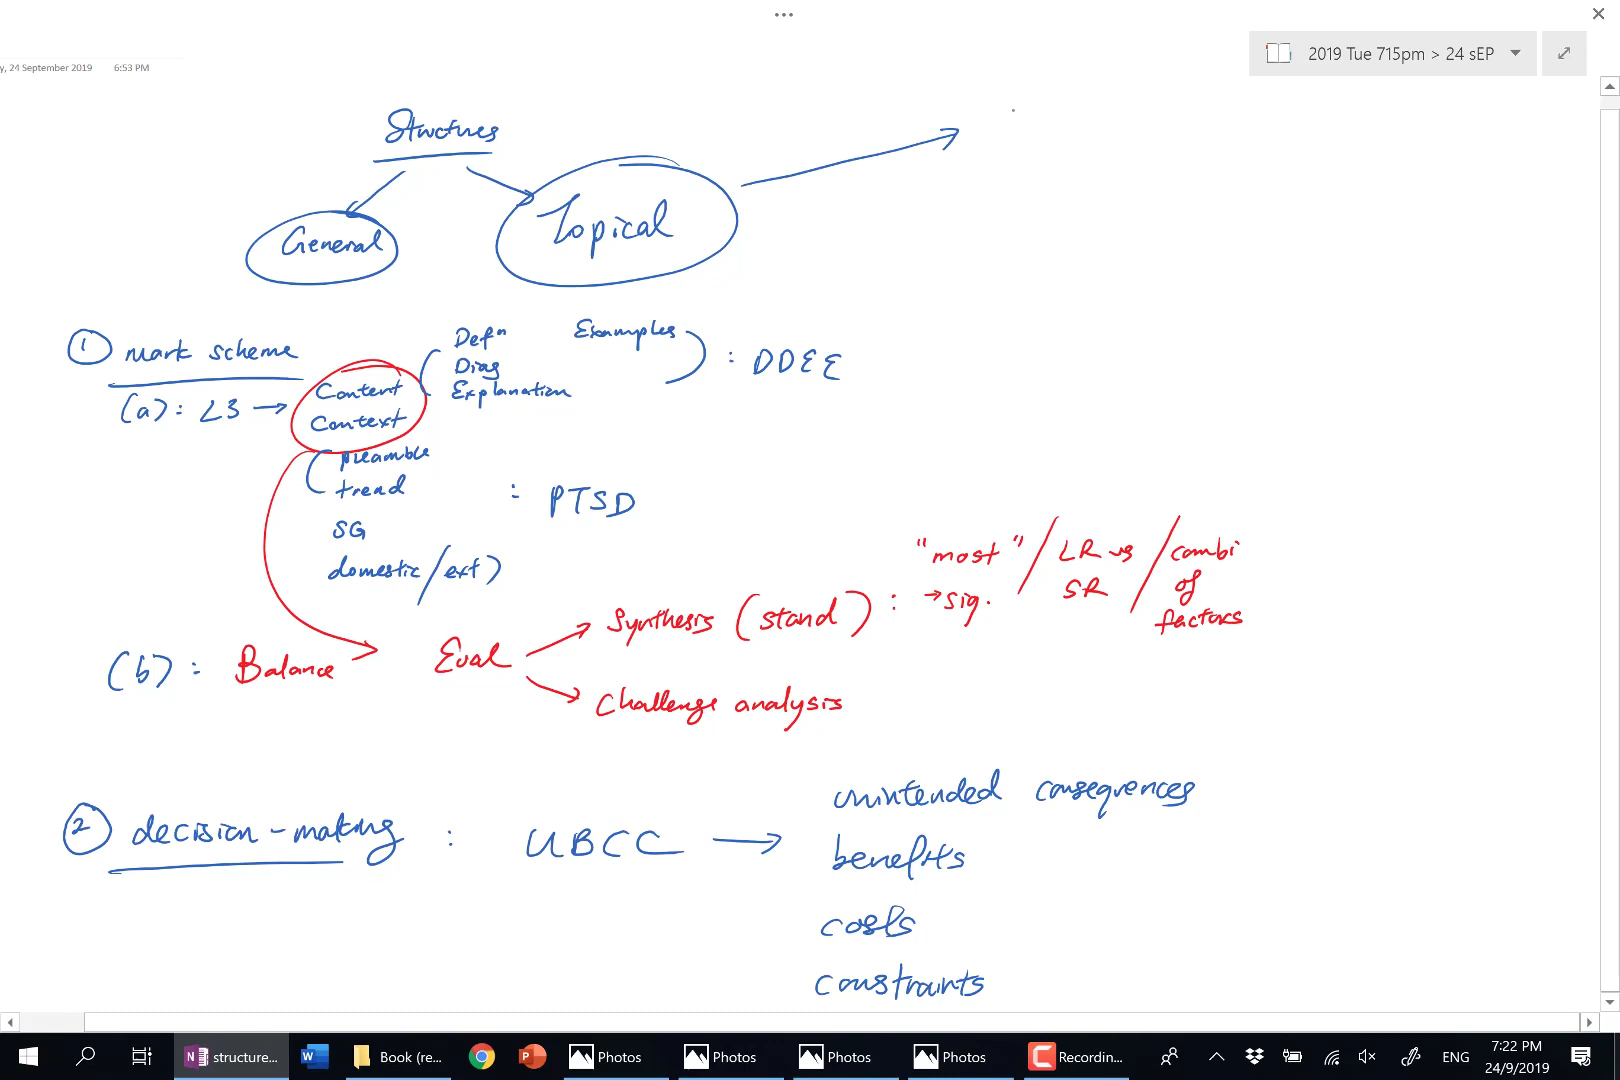 2019 Tue 715pm > 24 sEP
y, 24 September 2019 6:53 PM
Structures
General
Topical
① mark scheme
(a): L3 → Content
Context
Defⁿ
Diag
Explanation
Examples
: DDEE
preamble
trend
SG
domestic/ext)
: PTSD
(b): Balance
Eval
Synthesis (stand) :
"most"
→ sig.
/ LR vs
SR
/ combi
of
factors
Challenge analysis
② decision-making : UBCC →
unintended consequences
benefits
costs
constraints
structure...
Book (re...
Photos
Photos
Photos
Photos
Recordin...
ENG
7:22 PM
24/9/2019